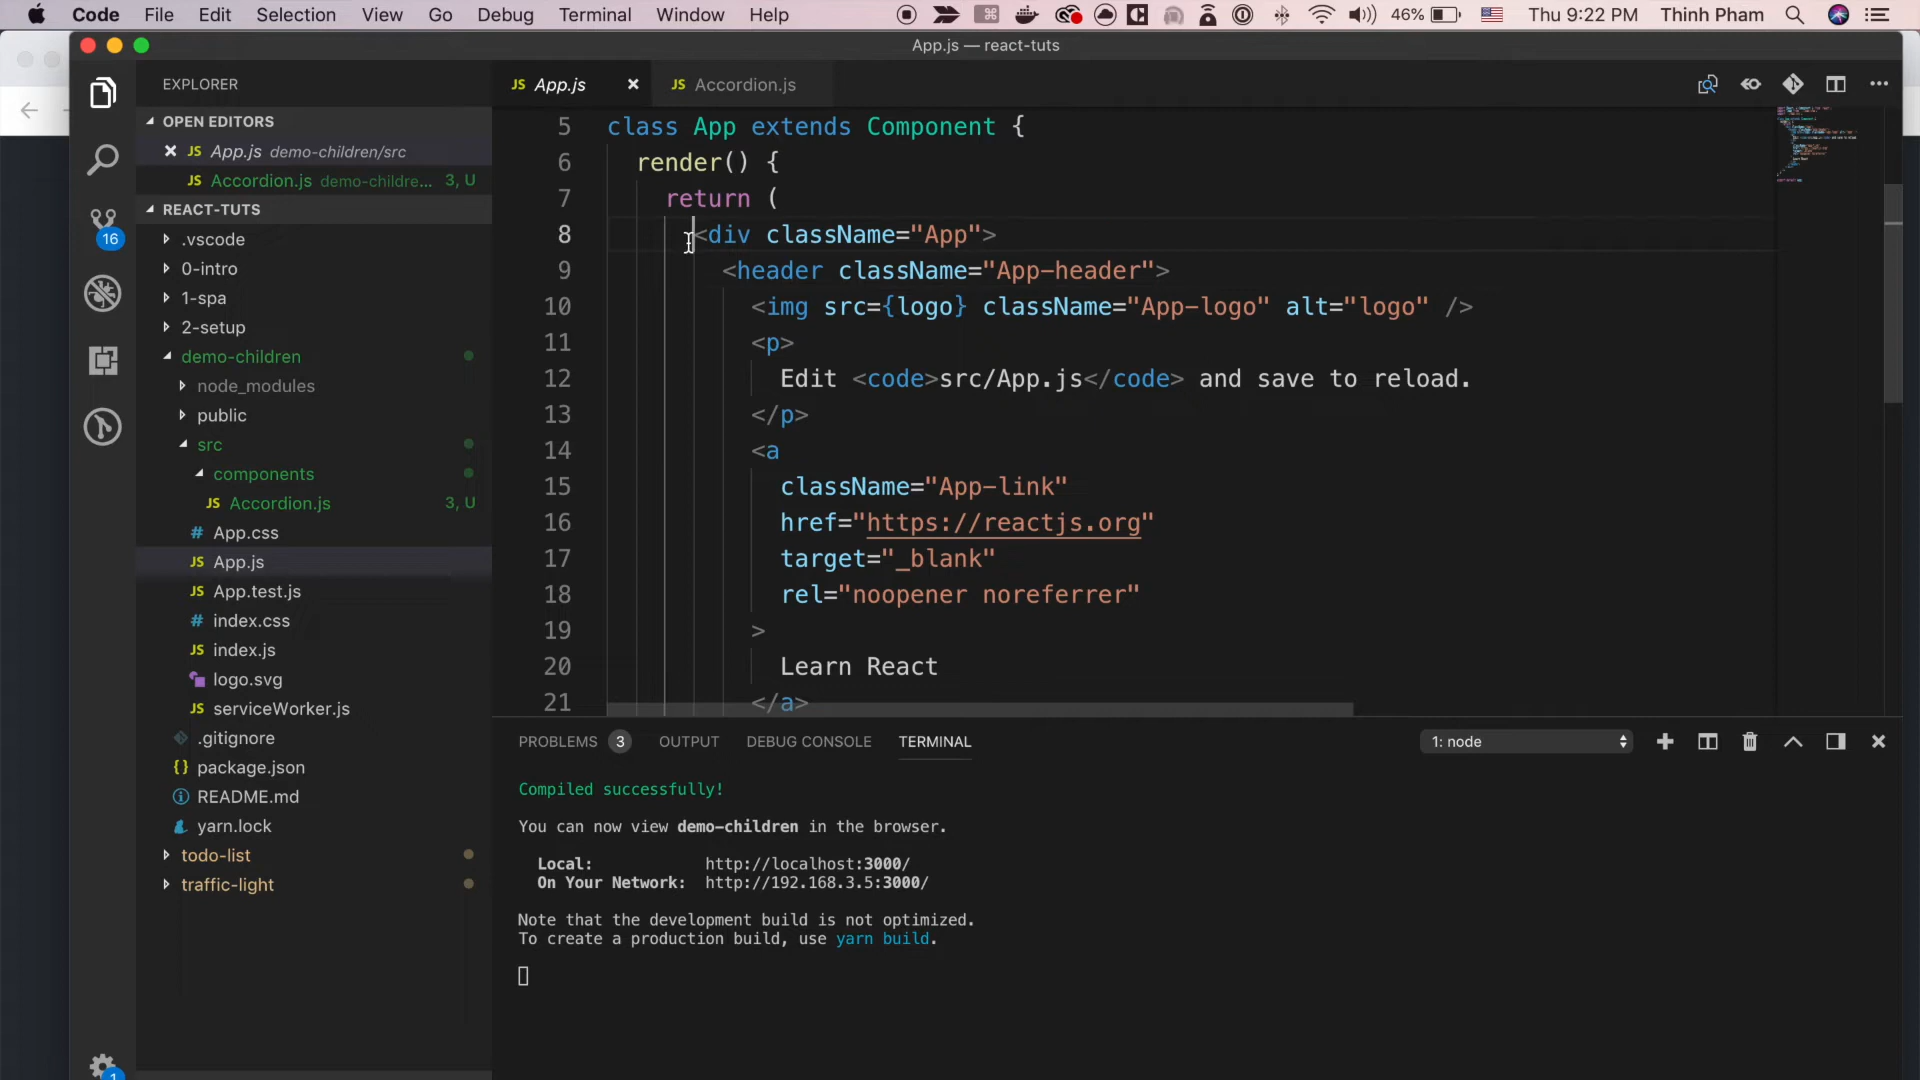 Code File Edit Selection View Go Debug Terminal Window Help 46% Thu 9:22 PM Thinh Pham
App.js — react-tuts
EXPLORER
OPEN EDITORS
JS App.js demo-children/src
JS Accordion.js demo-childre... 3, U
REACT-TUTS
.vscode
0-intro
16
1-spa
2-setup
demo-children
node_modules
public
src
components
JS Accordion.js 3, U
# App.css
JS App.js
JS App.test.js
# index.css
JS index.js
logo.svg
JS serviceWorker.js
.gitignore
{} package.json
README.md
yarn.lock
todo-list
traffic-light
1
JS App.js JS Accordion.js
5 class App extends Component {
6 render() {
7 return (
8 <div className="App">
9 <header className="App-header">
10 <img src={logo} className="App-logo" alt="logo" />
11 <p>
12 Edit <code>src/App.js</code> and save to reload.
13 </p>
14 <a
15 className="App-link"
16 href="https://reactjs.org"
17 target="_blank"
18 rel="noopener noreferrer"
19 >
20 Learn React
21 </a>
PROBLEMS 3 OUTPUT DEBUG CONSOLE TERMINAL 1: node
Compiled successfully!
You can now view demo-children in the browser.
Local: http://localhost:3000/
On Your Network: http://192.168.3.5:3000/
Note that the development build is not optimized.
To create a production build, use yarn build.